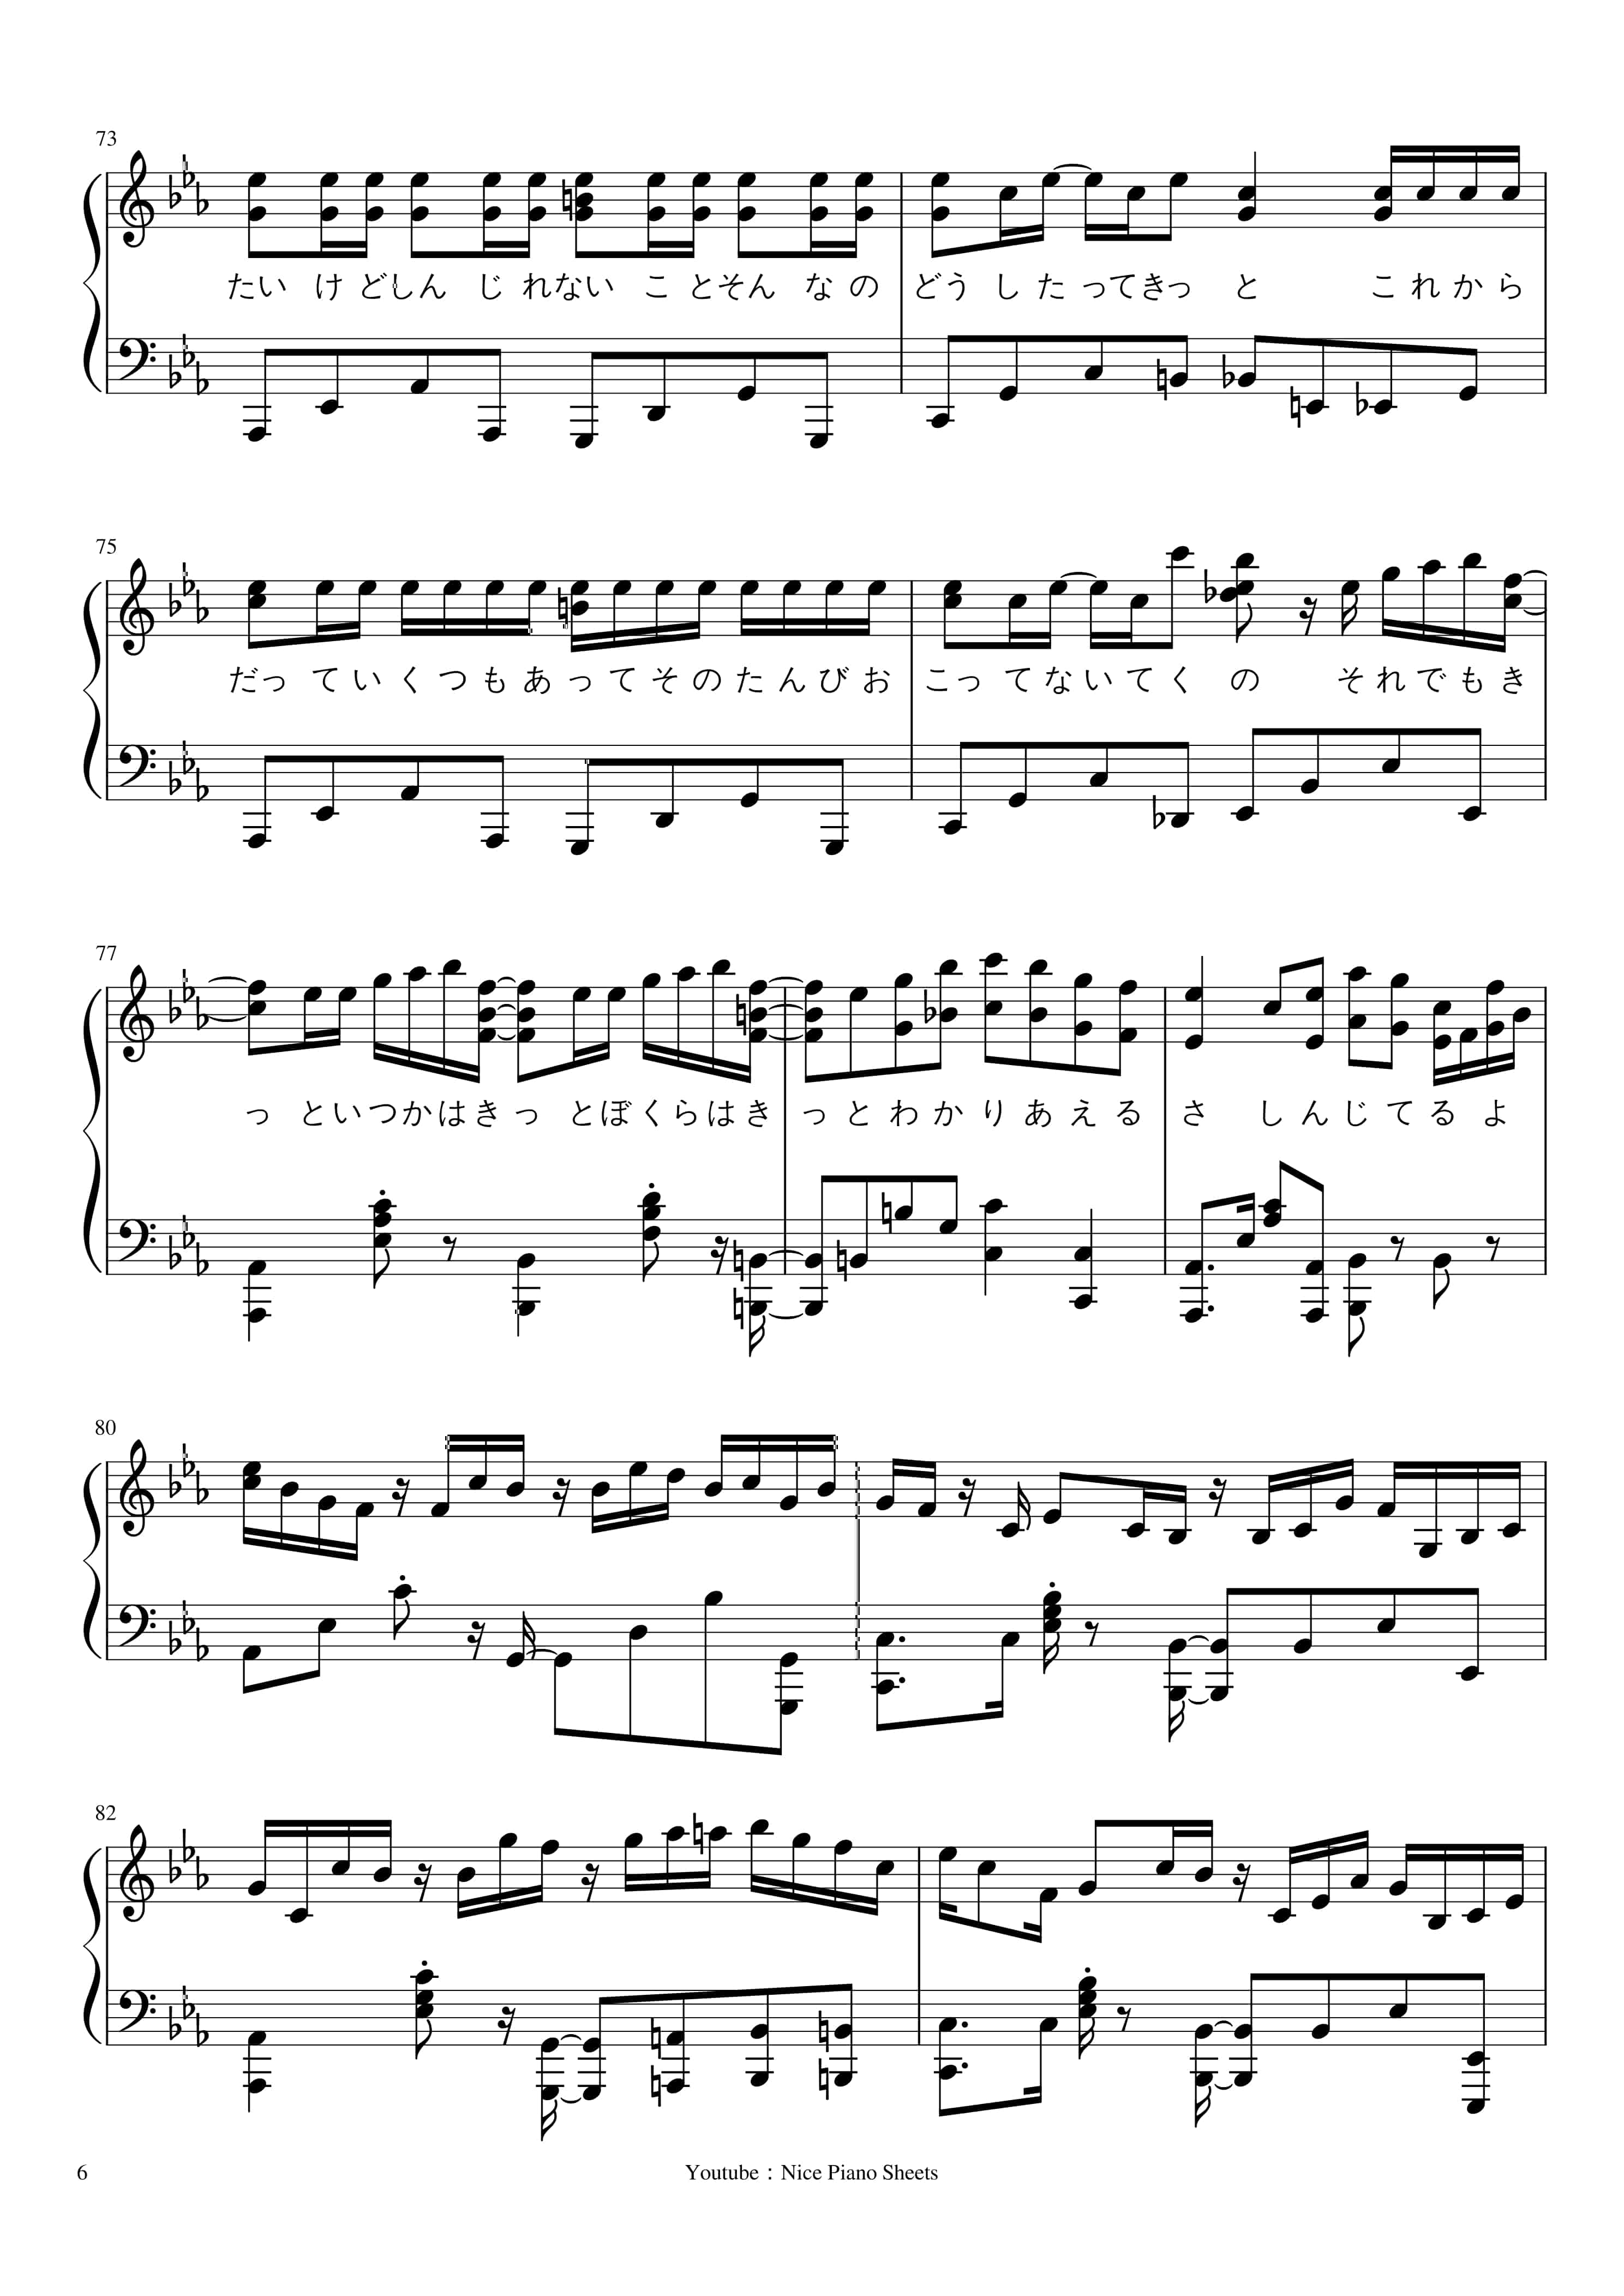 73
たい け どしん じ れない こ とそん な の どう し た ってきっ と これから
75
だっ て い く つ も あ っ て そ の た ん び お こっ て な い て く の そ れ で も き
77
っ といつかはき っ とぼくらはき っ と わ か り あ え る さ し ん じ て る よ
80
82
6
Youtube：Nice Piano Sheets